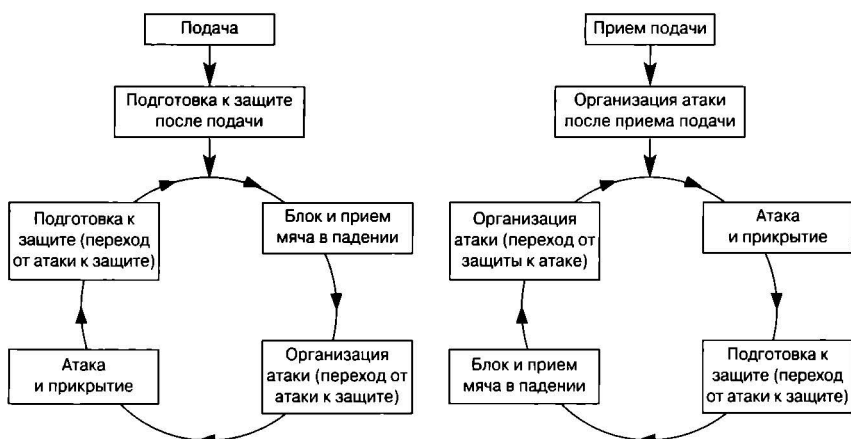 Подача
Подготовка к защите
после подачи
Подготовка к
защите (переход
от атаки к защите)
Блок и прием
мяча в падении
Атака
и прикрытие
Организация
атаки (переход от
атаки к защите)
Прием подачи
Организация атаки
после приема подачи
Организация
атаки (переход от
защиты к атаке)
Атака
и прикрытие
Блок и прием
мяча в падении
Подготовка к
защите (переход
от атаки к защите)